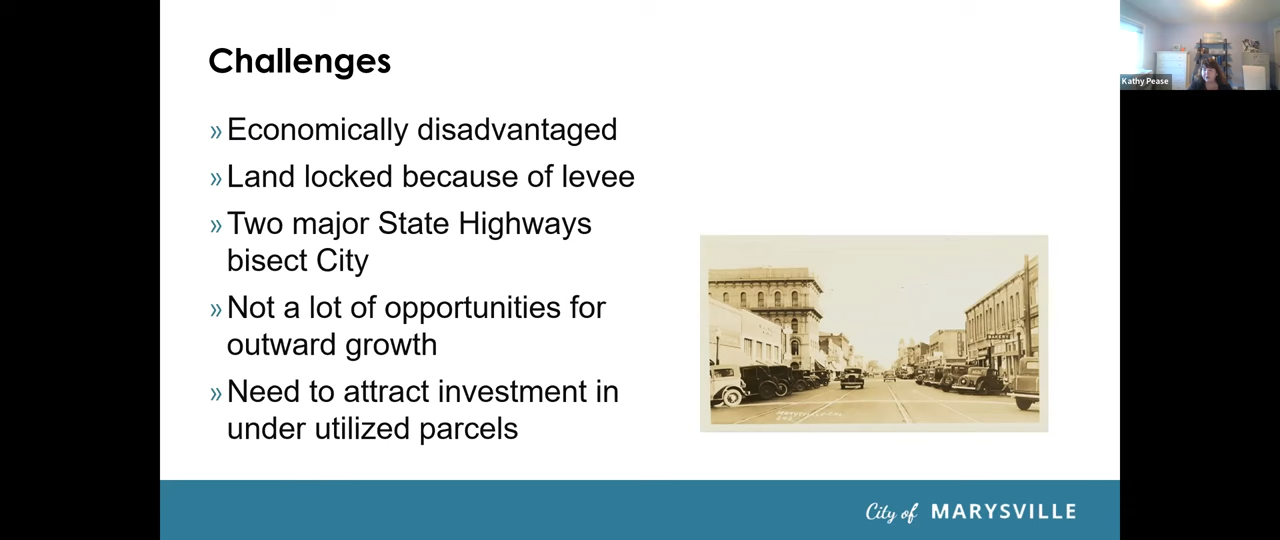 Challenges
» Economically disadvantaged
» Land locked because of levee
» Two major State Highways
bisect City
» Not a lot of opportunities for
outward growth
» Need to attract investment in
under utilized parcels
City of MARYSVILLE
Kathy Pease